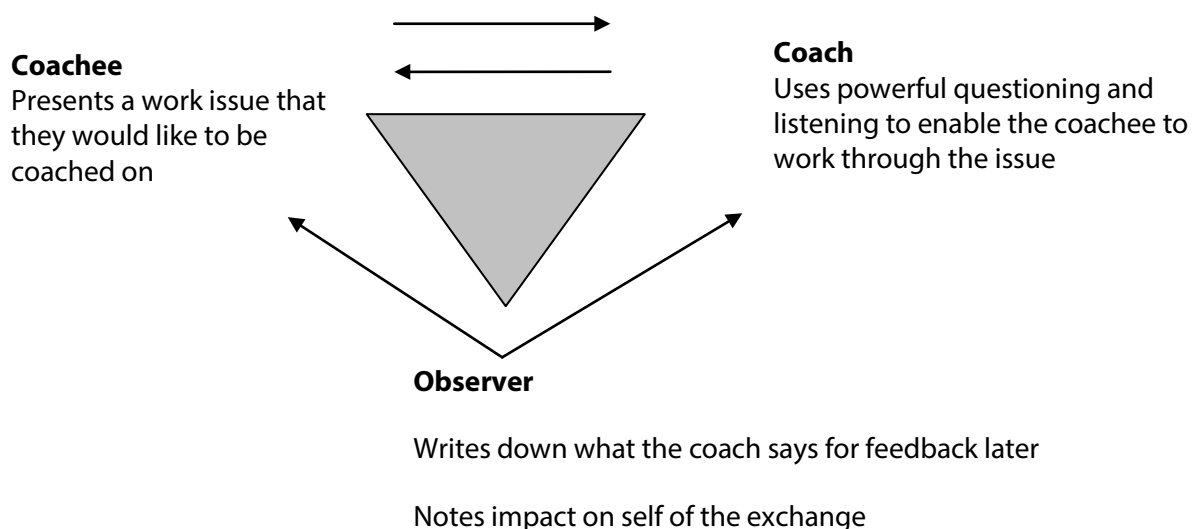 Coachee
Presents a work issue that
they would like to be
coached on
Coach
Uses powerful questioning and
listening to enable the coachee to
work through the issue
Observer
Writes down what the coach says for feedback later
Notes impact on self of the exchange